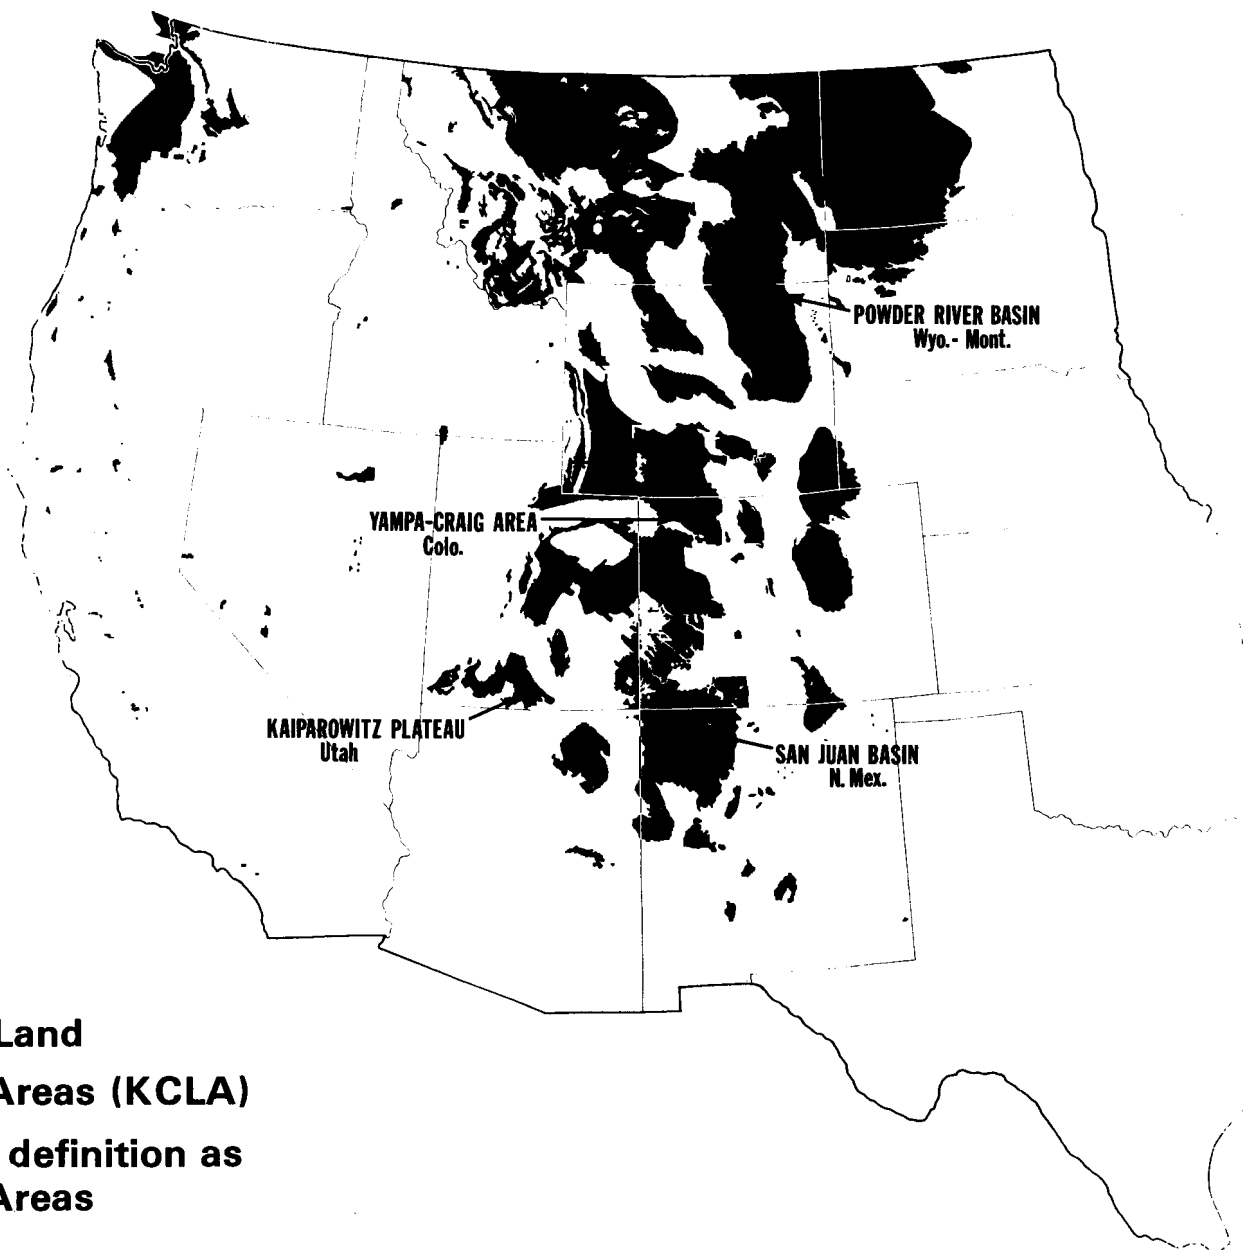 POWDER RIVER BASIN
Wyo.- Mont.
YAMPA-CRAIG AREA
Colo.
KAIPAROWITZ PLATEAU
Utah
SAN JUAN BASIN
N. Mex.
Land
Areas (KCLA)
definition as
Areas